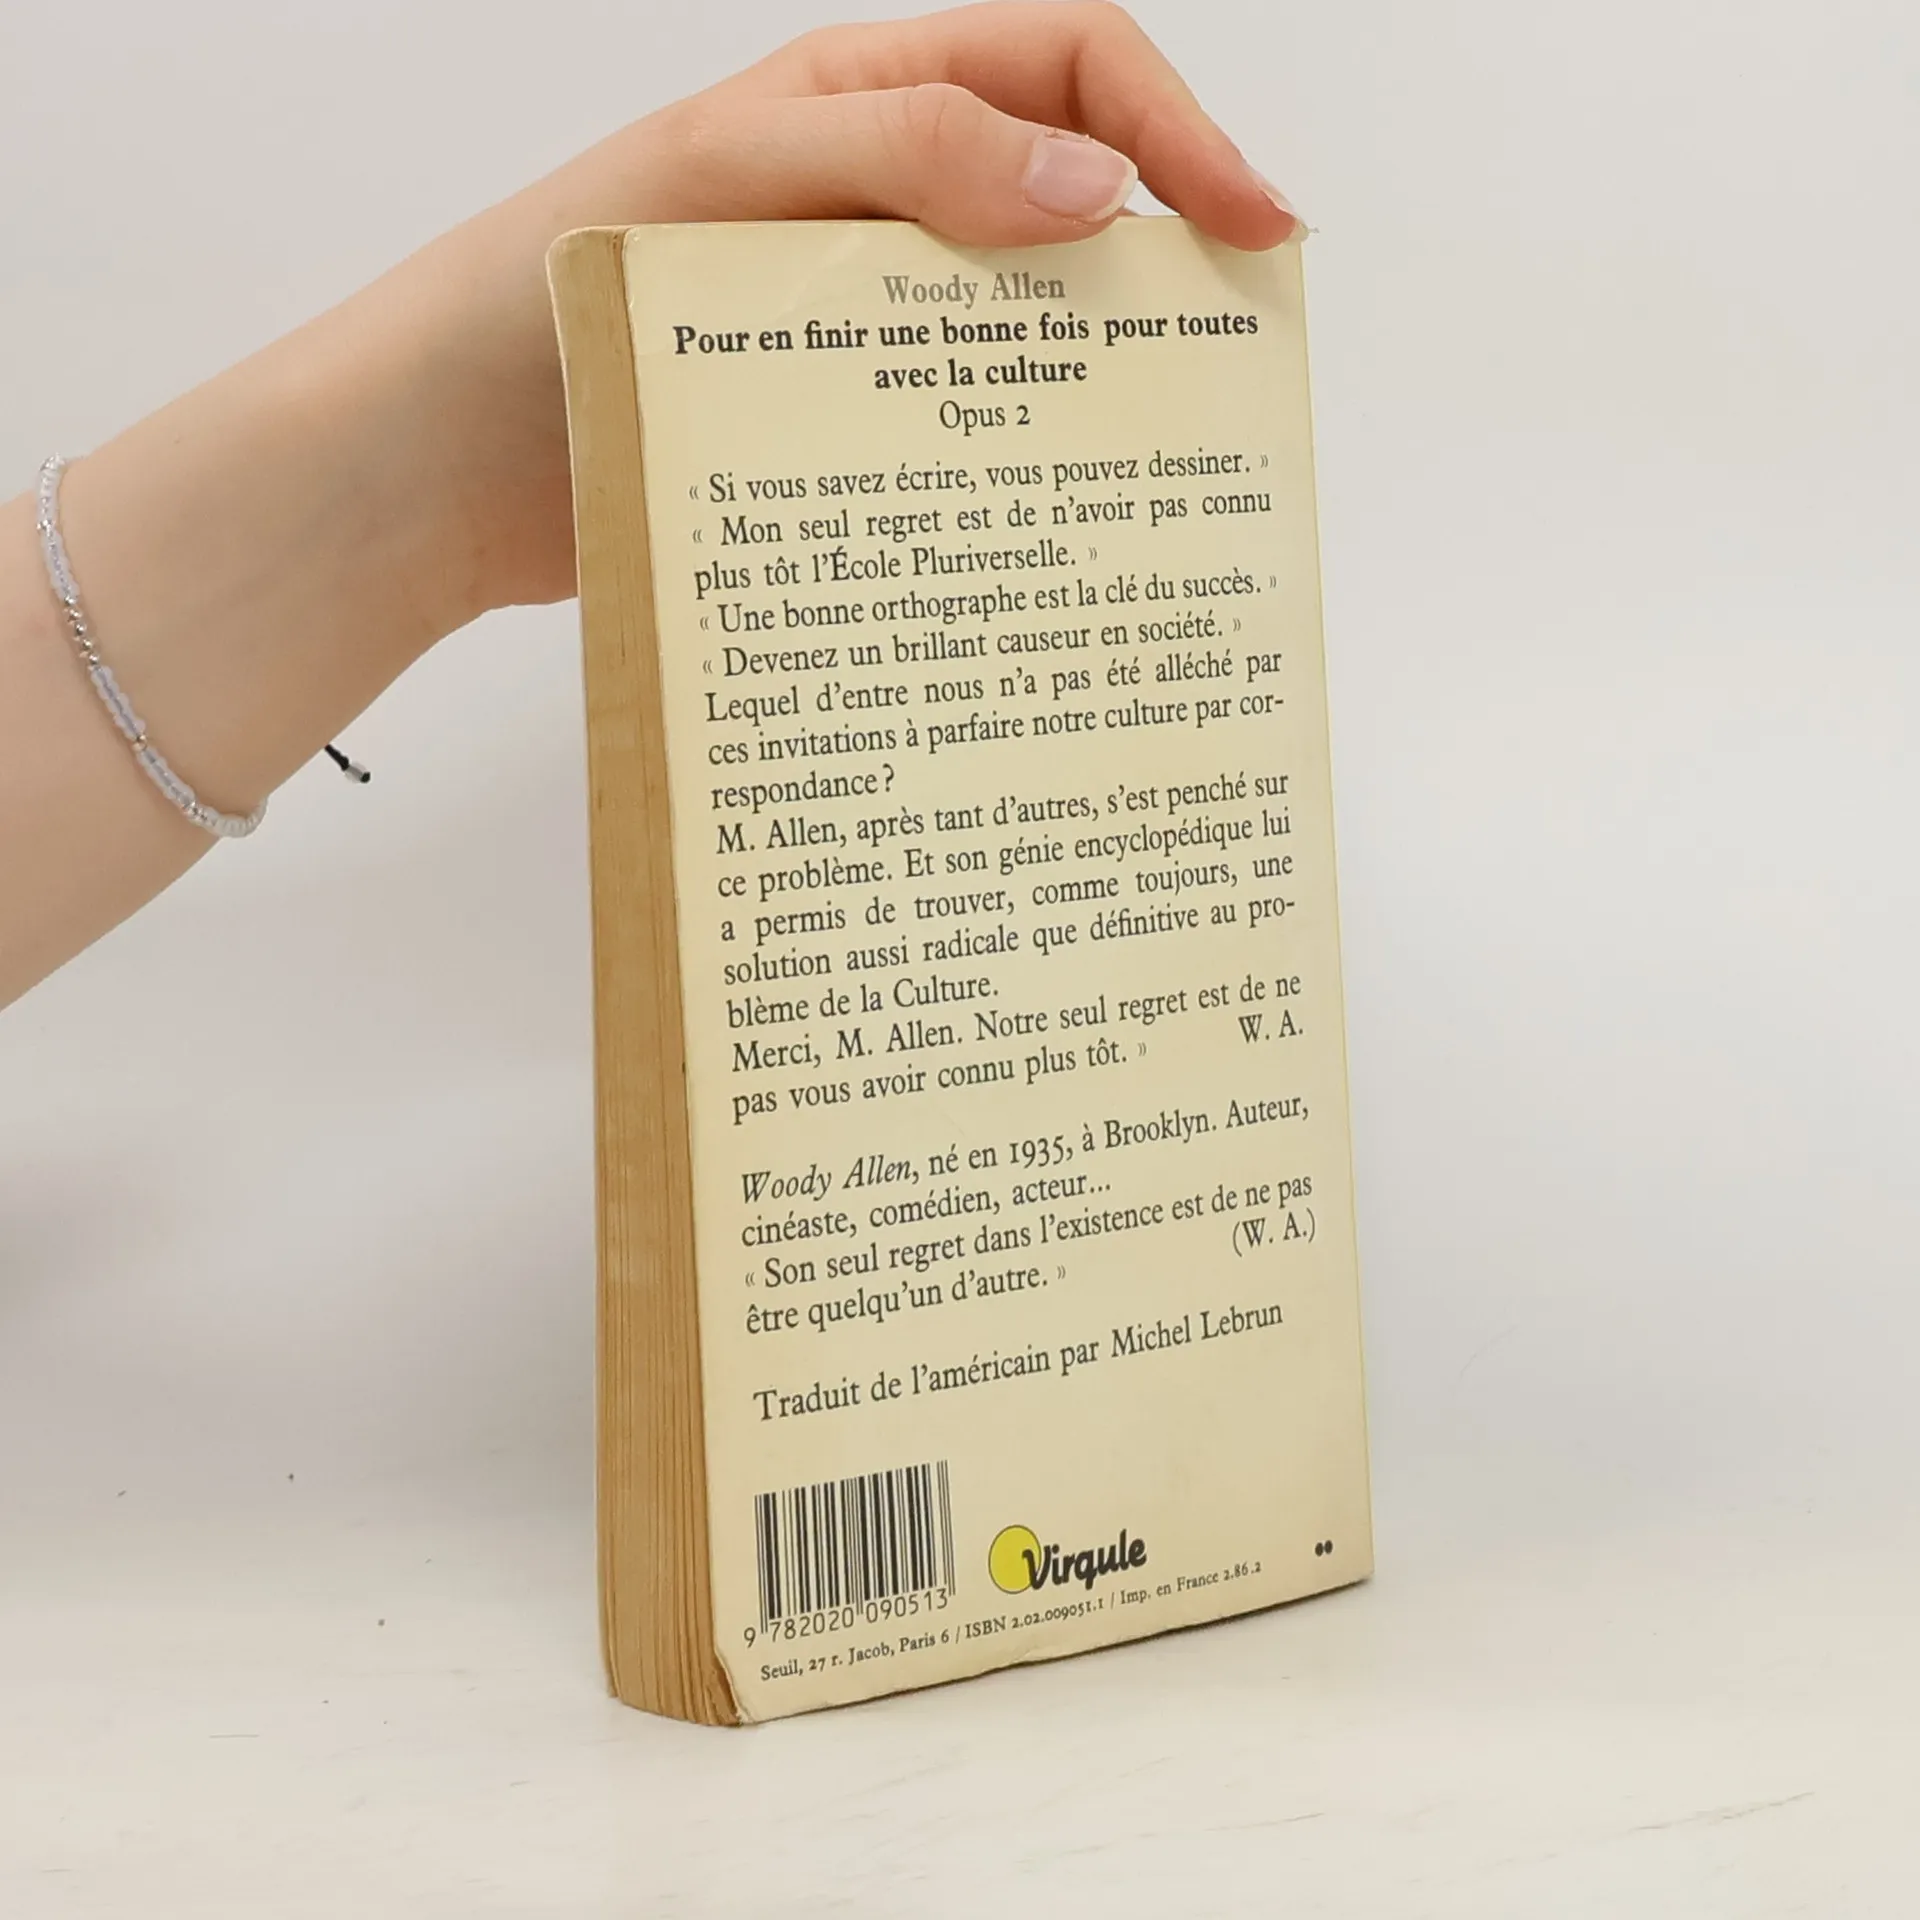 Woody Allen
Pour en finir une bonne fois pour toutes
avec la culture
Opus 2
« Si vous savez écrire, vous pouvez dessiner. »
« Mon seul regret est de n’avoir pas connu
plus tôt l’École Pluriverselle. »
« Une bonne orthographe est la clé du succès. »
« Devenez un brillant causeur en société. »
Lequel d’entre nous n’a pas été alléché par
ces invitations à parfaire notre culture par cor-
respondance ?
M. Allen, après tant d’autres, s’est penché sur
ce problème. Et son génie encyclopédique lui
a permis de trouver, comme toujours, une
solution aussi radicale que définitive au pro-
blème de la Culture.
Merci, M. Allen. Notre seul regret est de ne
pas vous avoir connu plus tôt. » W. A.
Woody Allen, né en 1935, à Brooklyn. Auteur,
cinéaste, comédien, acteur...
« Son seul regret dans l’existence est de ne pas
être quelqu’un d’autre. » (W. A.)
Traduit de l’américain par Michel Lebrun
9 782020 090513
Virgule
Seuil, 27 r. Jacob, Paris 6 / ISBN 2.02.009051.1 / Imp. en France 2.86.2